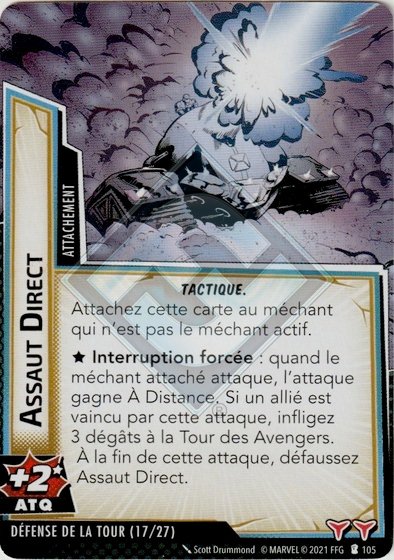 ASSAUT DIRECT
ATTACHEMENT
TACTIQUE.
Attachez cette carte au méchant
qui n'est pas le méchant actif.
★ Interruption forcée : quand le
méchant attaché attaque, l'attaque
gagne À Distance. Si un allié est
vaincu par cette attaque, infligez
3 dégâts à la Tour des Avengers.
À la fin de cette attaque, défaussez
Assaut Direct.
+2★
ATQ
DÉFENSE DE LA TOUR (17/27)
Scott Drummond © MARVEL © 2021 FFG 105
®